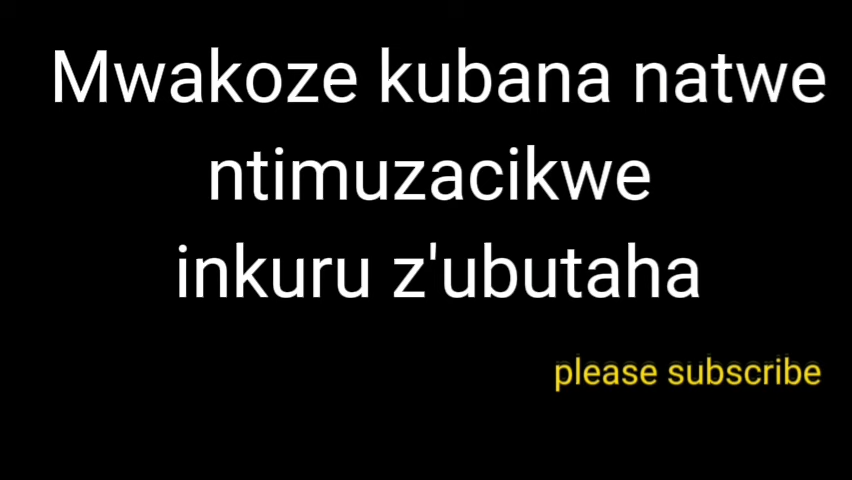 Mwakoze kubana natwe
ntimuzacikwe
inkuru z'ubutaha
please subscribe